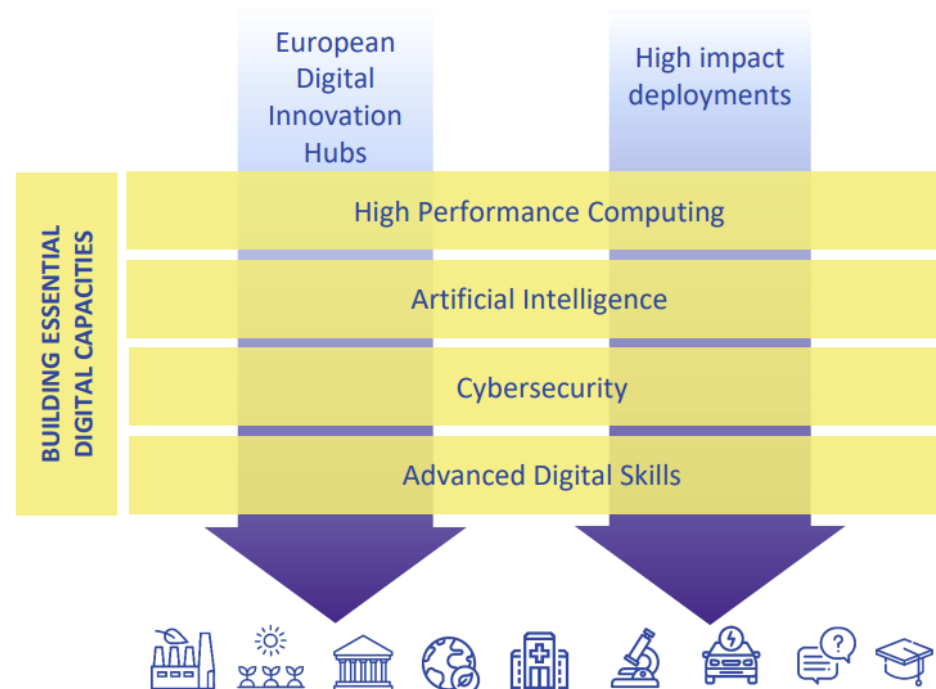 European
Digital
Innovation
Hubs
High impact
deployments
BUILDING ESSENTIAL
DIGITAL CAPACITIES
High Performance Computing
Artificial Intelligence
Cybersecurity
Advanced Digital Skills
?